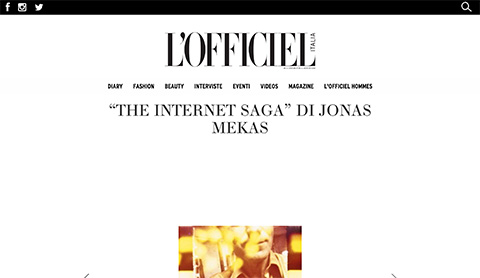 L'OFFICIEL
ITALIA
DIARY FASHION BEAUTY INTERVISTE EVENTI VIDEOS MAGAZINE L'OFFICIEL HOMMES
“THE INTERNET SAGA” DI JONAS
MEKAS